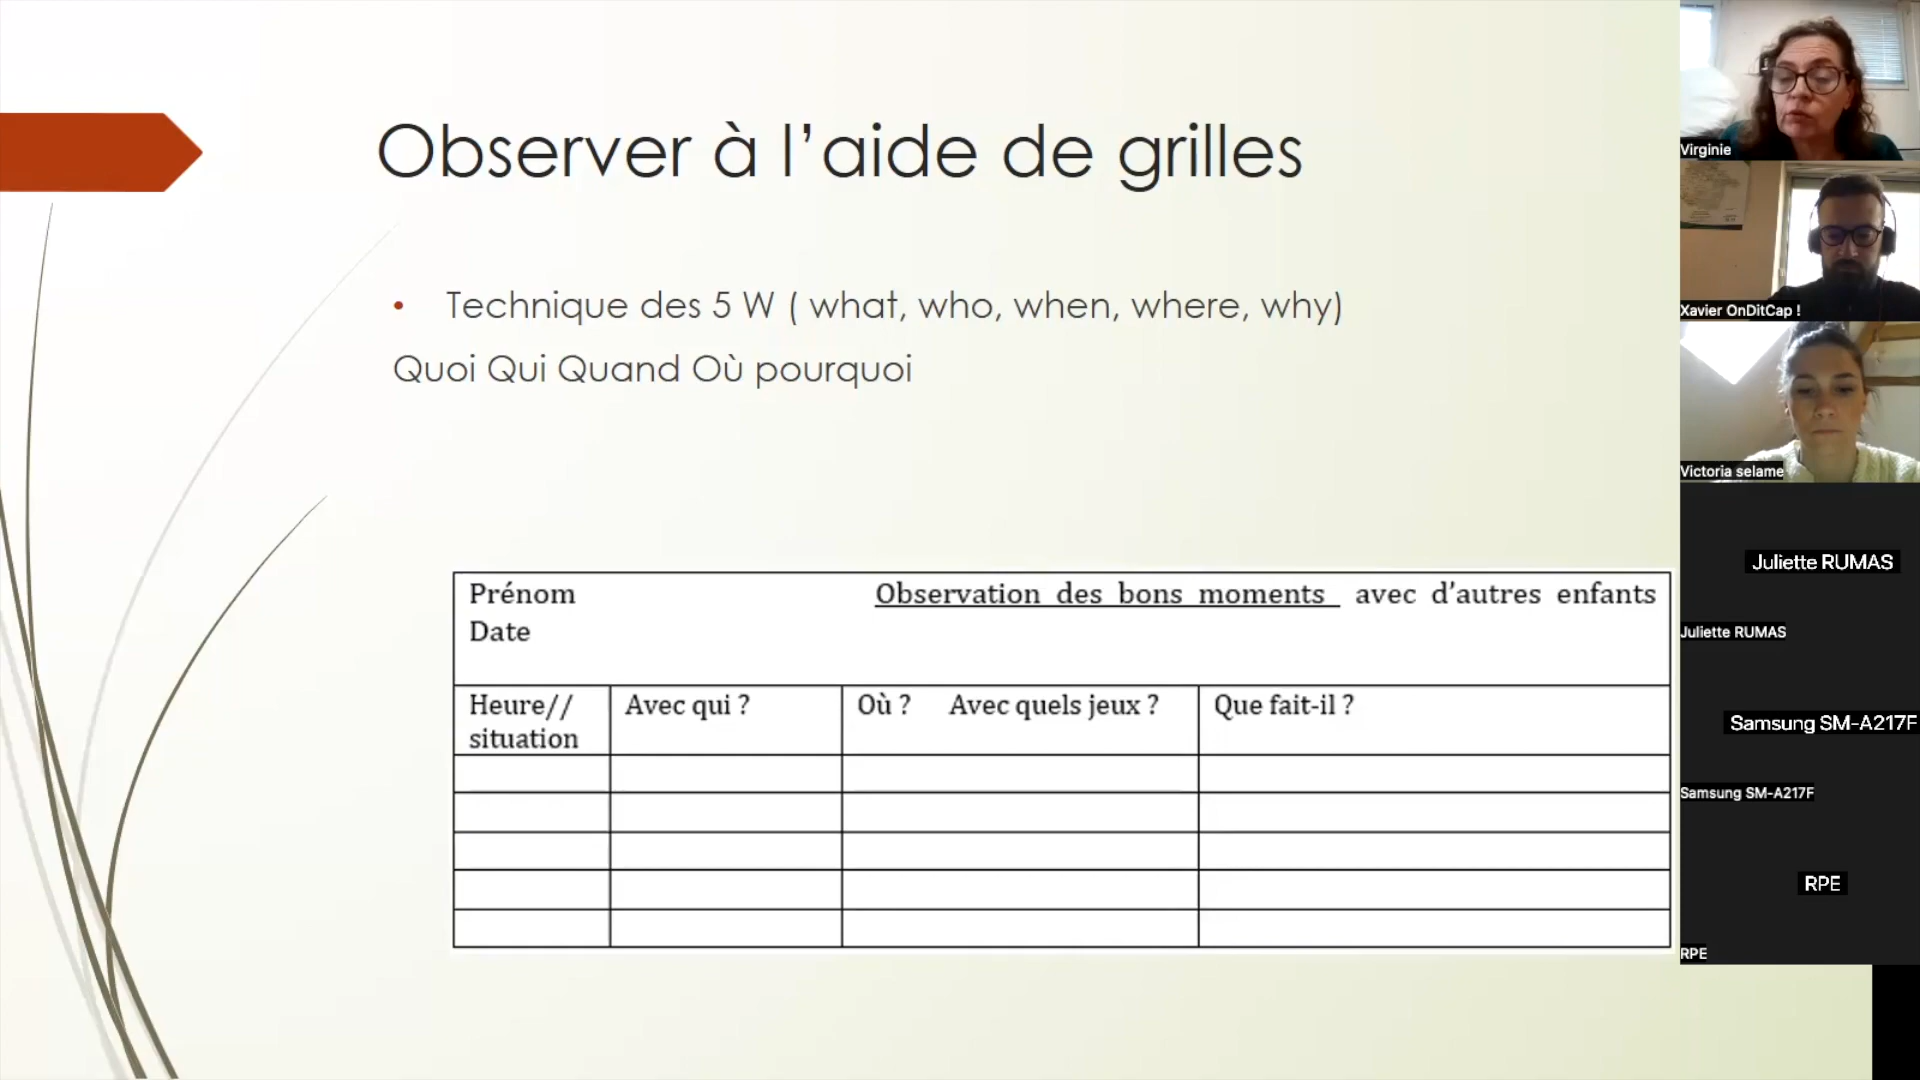 Observer à l'aide de grilles
• Technique des 5 W ( what, who, when, where, why)
Quoi Qui Quand Où pourquoi
Prénom Observation des bons moments avec d'autres enfants
Date
Heure// situation
Avec qui ?
Où ? Avec quels jeux ?
Que fait-il ?
Virginie
Xavier OnDitCap !
Victoria selame
Juliette RUMAS
Juliette RUMAS
Samsung SM-A217F
Samsung SM-A217F
RPE
RPE